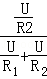 U
R2
U U
R₁ + R₂